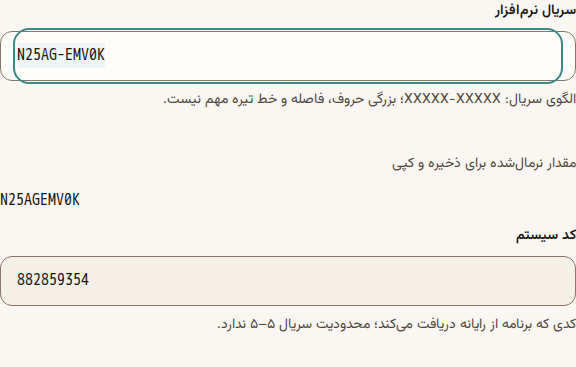 سریال نرم‌افزار
N25AG-EMV0K
الگوی سریال: XXXXX-XXXXX؛ بزرگی حروف، فاصله و خط تیره مهم نیست.
مقدار نرمال‌شده برای ذخیره و کپی
N25AGEMV0K
کد سیستم
882859354
کدی که برنامه از رایانه دریافت می‌کند؛ محدودیت سریال ۵–۵ ندارد.